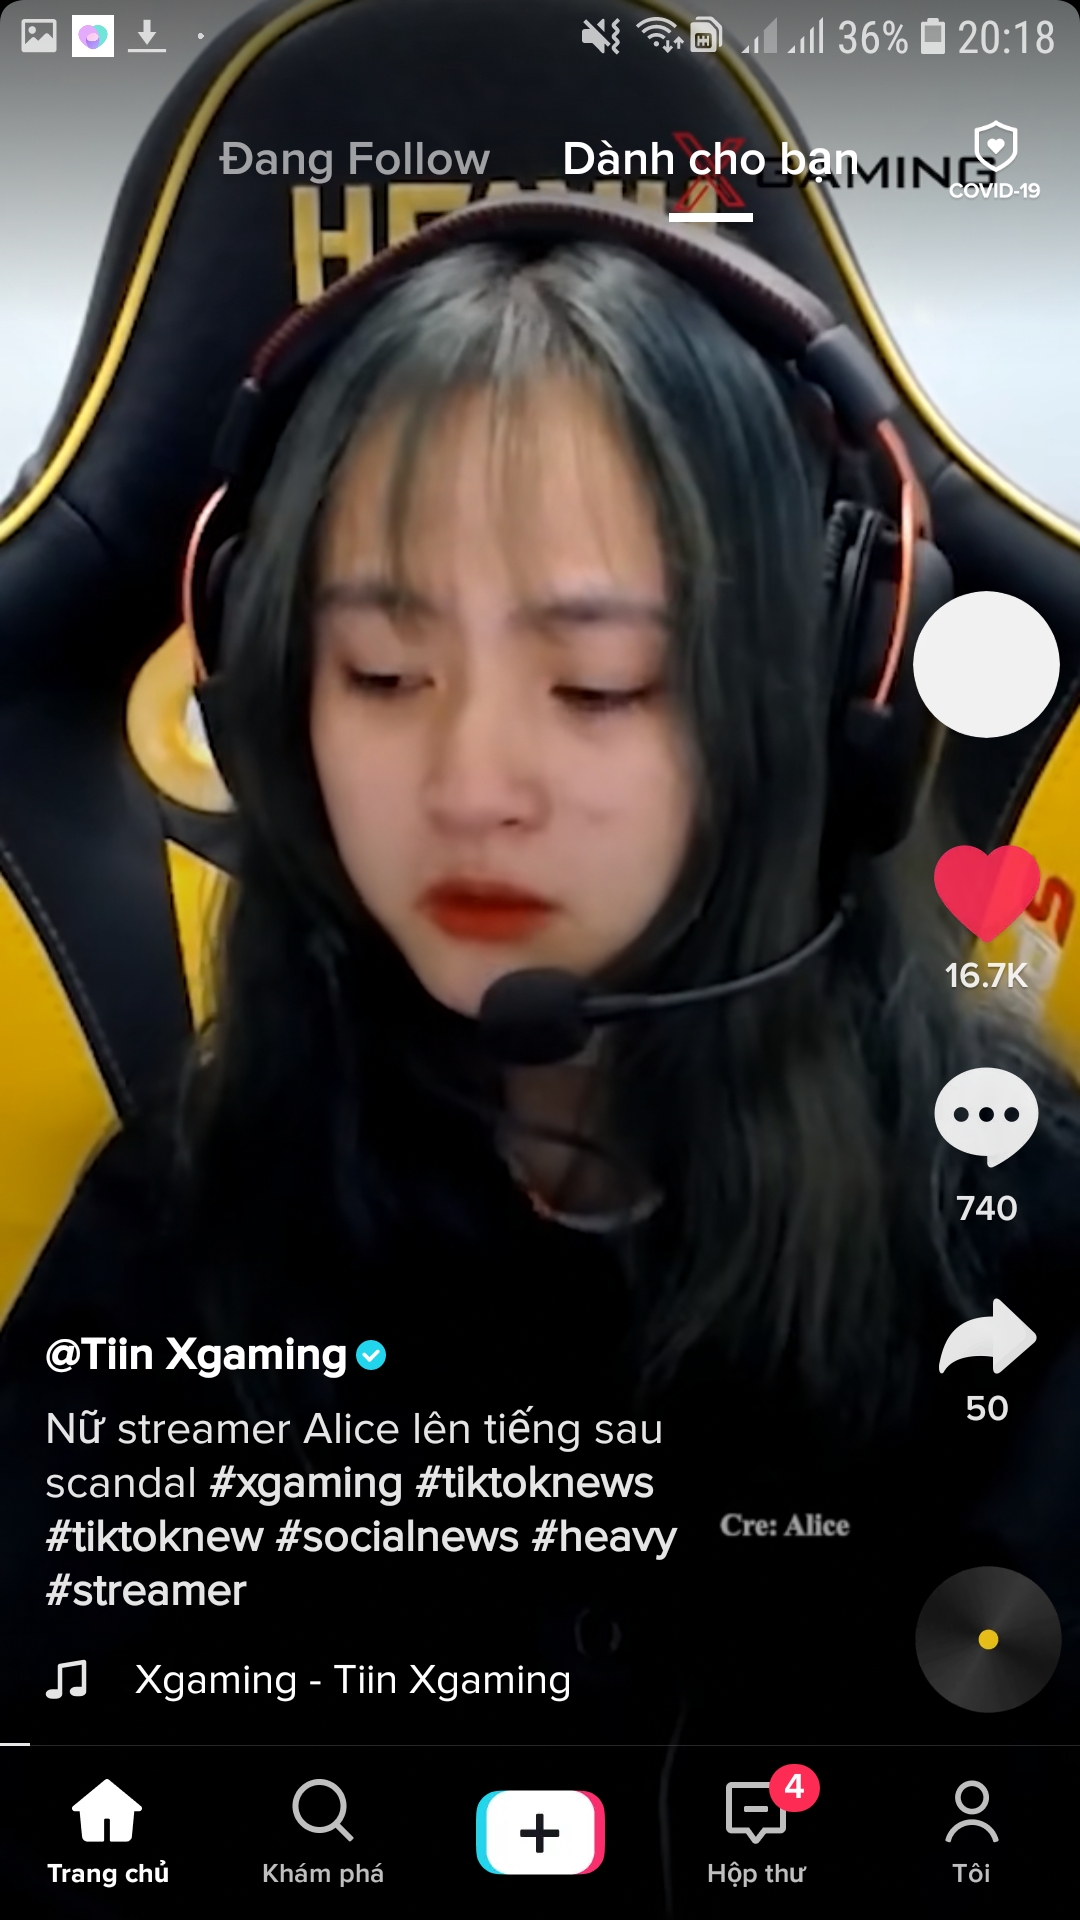 36% 20:18
Đang Follow
Dành cho bạn
GAMING
COVID-19
16.7K
740
50
@Tiin Xgaming
Nữ streamer Alice lên tiếng sau
scandal #xgaming #tiktoknews
#tiktoknew #socialnews #heavy
#streamer
Cre: Alice
Xgaming - Tiin Xgaming
4
Trang chủ
Khám phá
Hộp thư
Tôi